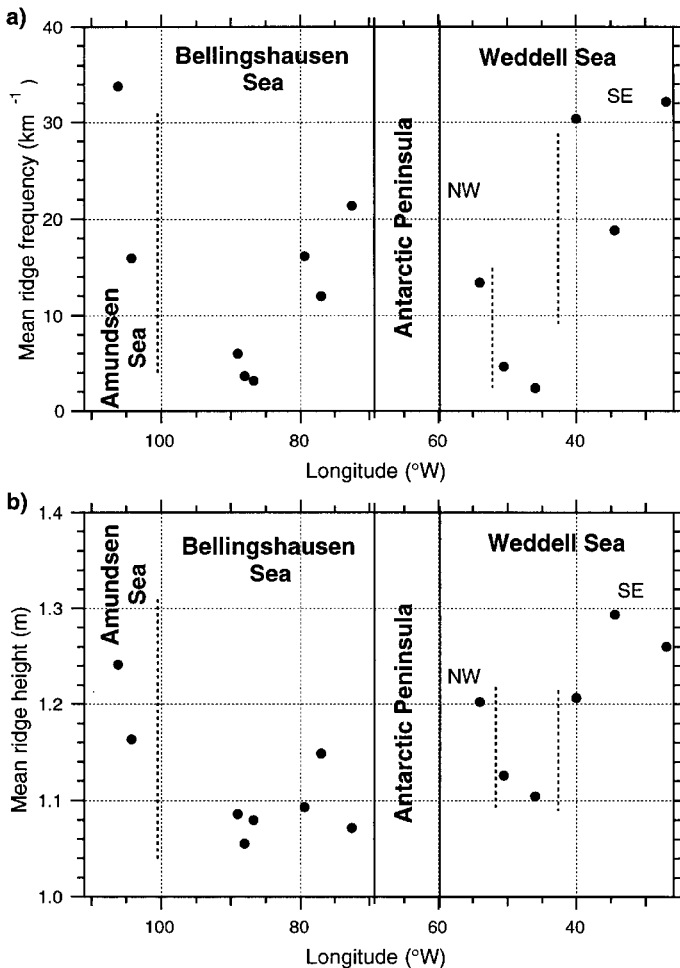 a)
40
30
20
10
0
Mean ridge frequency (km⁻¹)
Bellingshausen
Sea
Weddell Sea
SE
NW
Antarctic Peninsula
Amundsen
Sea
100
80
60
40
Longitude (°W)
b)
1.4
1.3
1.2
1.1
1.0
Mean ridge height (m)
Amundsen
Sea
Bellingshausen
Sea
Weddell Sea
SE
NW
Antarctic Peninsula
100
80
60
40
Longitude (°W)